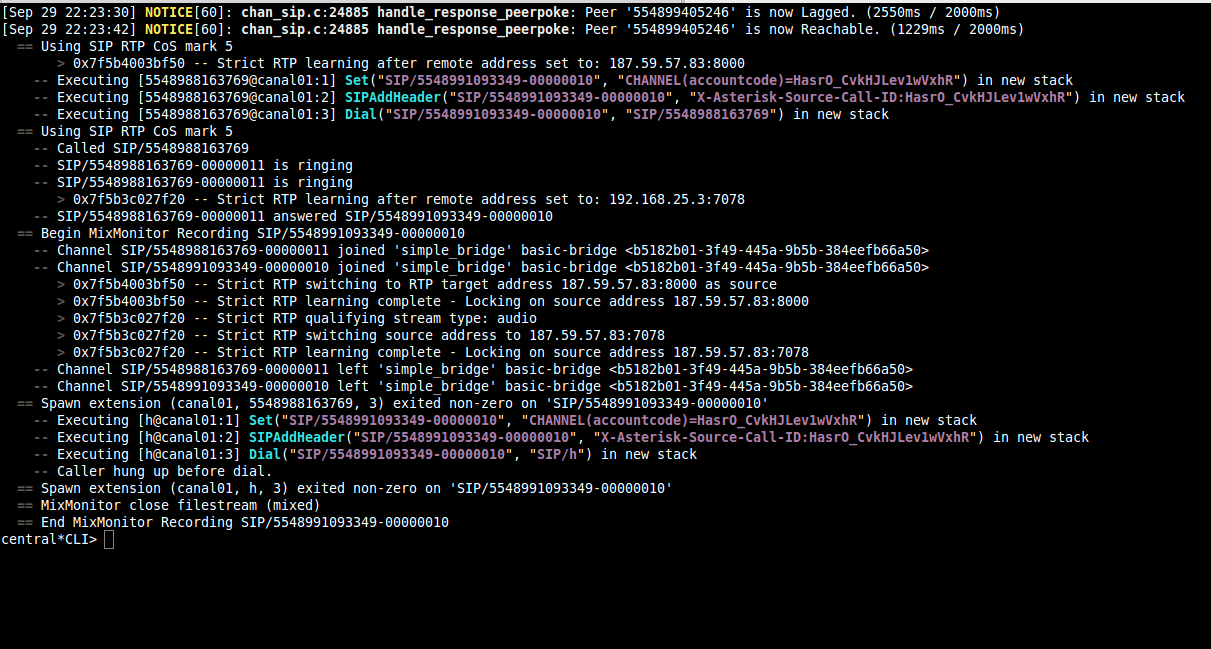 [Sep 29 22:23:30] NOTICE[60]: chan_sip.c:24885 handle_response_peerpoke: Peer '554899405246' is now Lagged. (2550ms / 2000ms)
[Sep 29 22:23:42] NOTICE[60]: chan_sip.c:24885 handle_response_peerpoke: Peer '554899405246' is now Reachable. (1229ms / 2000ms)
== Using SIP RTP CoS mark 5
> 0x7f5b4003bf50 -- Strict RTP learning after remote address set to: 187.59.57.83:8000
-- Executing [5548988163769@canal01:1] Set("SIP/5548991093349-00000010", "CHANNEL(accountcode)=HasrO_CvkHJLev1wVxhR") in new stack
-- Executing [5548988163769@canal01:2] SIPAddHeader("SIP/5548991093349-00000010", "X-Asterisk-Source-Call-ID:HasrO_CvkHJLev1wVxhR") in new stack
-- Executing [5548988163769@canal01:3] Dial("SIP/5548991093349-00000010", "SIP/5548988163769") in new stack
== Using SIP RTP CoS mark 5
-- Called SIP/5548988163769
-- SIP/5548988163769-00000011 is ringing
-- SIP/5548988163769-00000011 is ringing
> 0x7f5b3c027f20 -- Strict RTP learning after remote address set to: 192.168.25.3:7078
-- SIP/5548988163769-00000011 answered SIP/5548991093349-00000010
== Begin MixMonitor Recording SIP/5548991093349-00000010
-- Channel SIP/5548988163769-00000011 joined 'simple_bridge' basic-bridge <b5182b01-3f49-445a-9b5b-384eefb66a50>
-- Channel SIP/5548991093349-00000010 joined 'simple_bridge' basic-bridge <b5182b01-3f49-445a-9b5b-384eefb66a50>
> 0x7f5b4003bf50 -- Strict RTP switching to RTP target address 187.59.57.83:8000 as source
> 0x7f5b4003bf50 -- Strict RTP learning complete - Locking on source address 187.59.57.83:8000
> 0x7f5b3c027f20 -- Strict RTP qualifying stream type: audio
> 0x7f5b3c027f20 -- Strict RTP switching source address to 187.59.57.83:7078
> 0x7f5b3c027f20 -- Strict RTP learning complete - Locking on source address 187.59.57.83:7078
-- Channel SIP/5548988163769-00000011 left 'simple_bridge' basic-bridge <b5182b01-3f49-445a-9b5b-384eefb66a50>
-- Channel SIP/5548991093349-00000010 left 'simple_bridge' basic-bridge <b5182b01-3f49-445a-9b5b-384eefb66a50>
== Spawn extension (canal01, 5548988163769, 3) exited non-zero on 'SIP/5548991093349-00000010'
-- Executing [h@canal01:1] Set("SIP/5548991093349-00000010", "CHANNEL(accountcode)=HasrO_CvkHJLev1wVxhR") in new stack
-- Executing [h@canal01:2] SIPAddHeader("SIP/5548991093349-00000010", "X-Asterisk-Source-Call-ID:HasrO_CvkHJLev1wVxhR") in new stack
-- Executing [h@canal01:3] Dial("SIP/5548991093349-00000010", "SIP/h") in new stack
-- Caller hung up before dial.
== Spawn extension (canal01, h, 3) exited non-zero on 'SIP/5548991093349-00000010'
== MixMonitor close filestream (mixed)
== End MixMonitor Recording SIP/5548991093349-00000010
central*CLI>